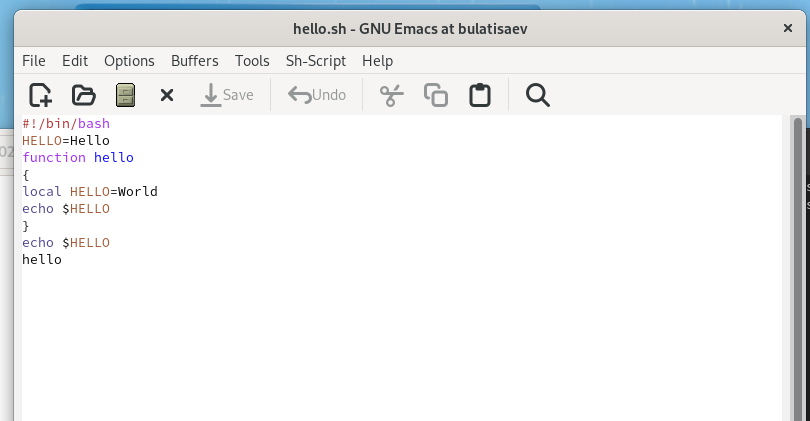 hello.sh - GNU Emacs at bulatisaev
File Edit Options Buffers Tools Sh-Script Help
Save Undo
#!/bin/bash
HELLO=Hello
function hello
{
local HELLO=World
echo $HELLO
}
echo $HELLO
hello